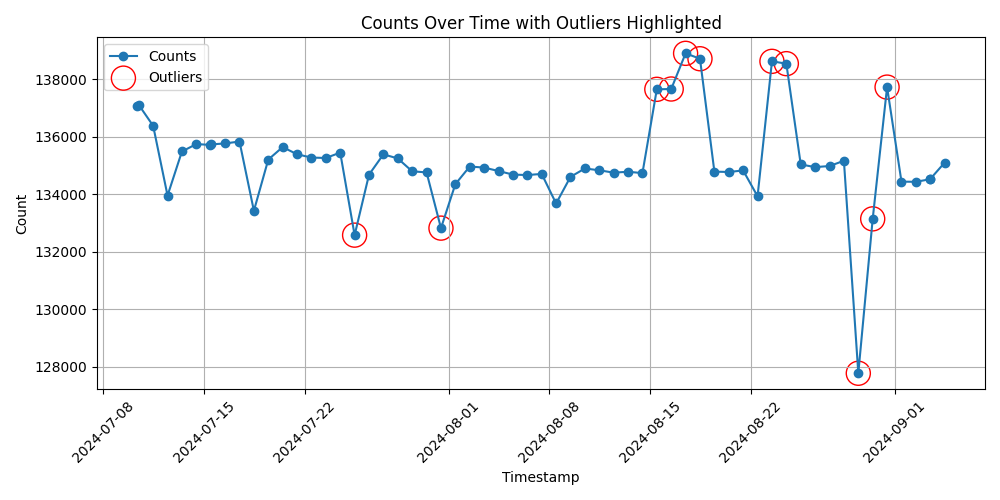 Counts Over Time with Outliers Highlighted
Counts
Outliers
138000
136000
134000
132000
130000
128000
Count
2024-07-08
2024-07-15
2024-07-22
2024-08-01
2024-08-08
2024-08-15
2024-08-22
2024-09-01
Timestamp